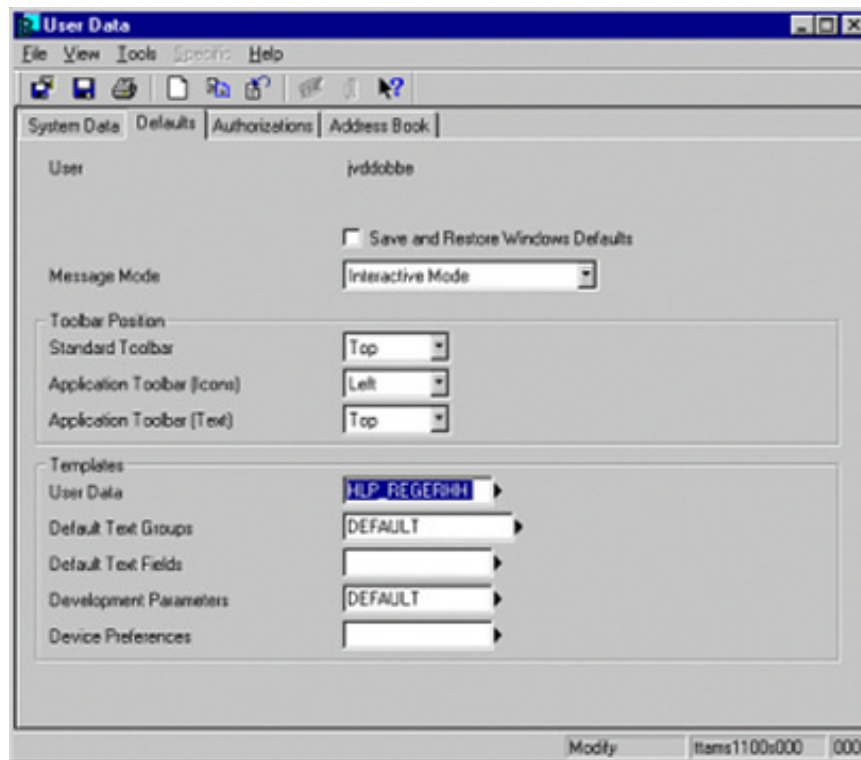 User Data
File View Tools Specific Help
System Data Defaults Authorizations Address Book
User jvddobbe
Save and Restore Windows Defaults
Message Mode Interactive Mode
Toolbar Position
Standard Toolbar Top
Application Toolbar (Icons) Left
Application Toolbar (Text) Top
Templates
User Data HLP_REGERHH
Default Text Groups DEFAULT
Default Text Fields
Development Parameters DEFAULT
Device Preferences
Modify ttams1100s000 000